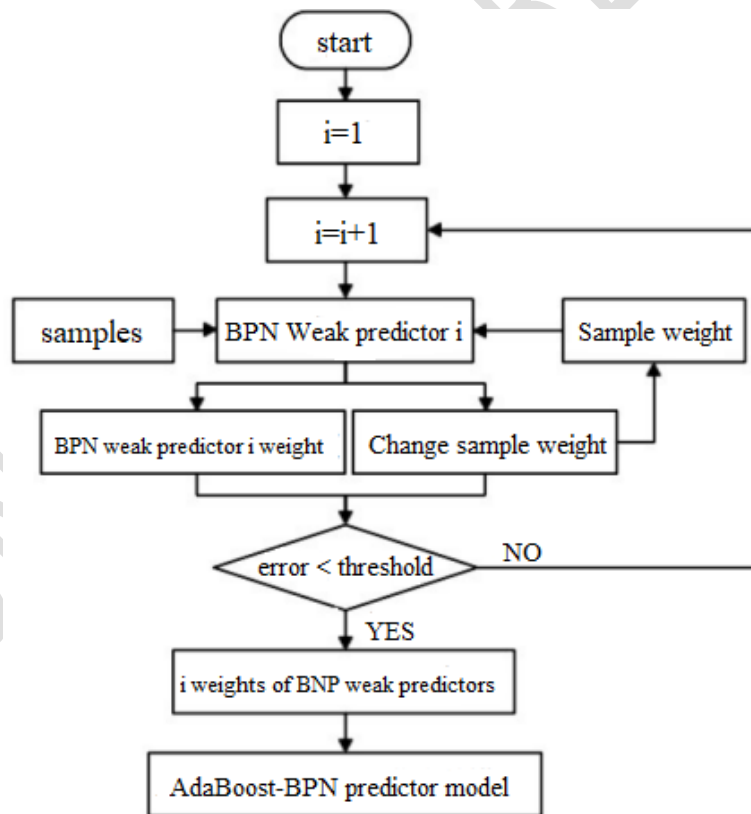 start
i=1
i=i+1
samples
BPN Weak predictor i
Sample weight
BPN weak predictor i weight
Change sample weight
error < threshold
NO
YES
i weights of BNP weak predictors
AdaBoost-BPN predictor model